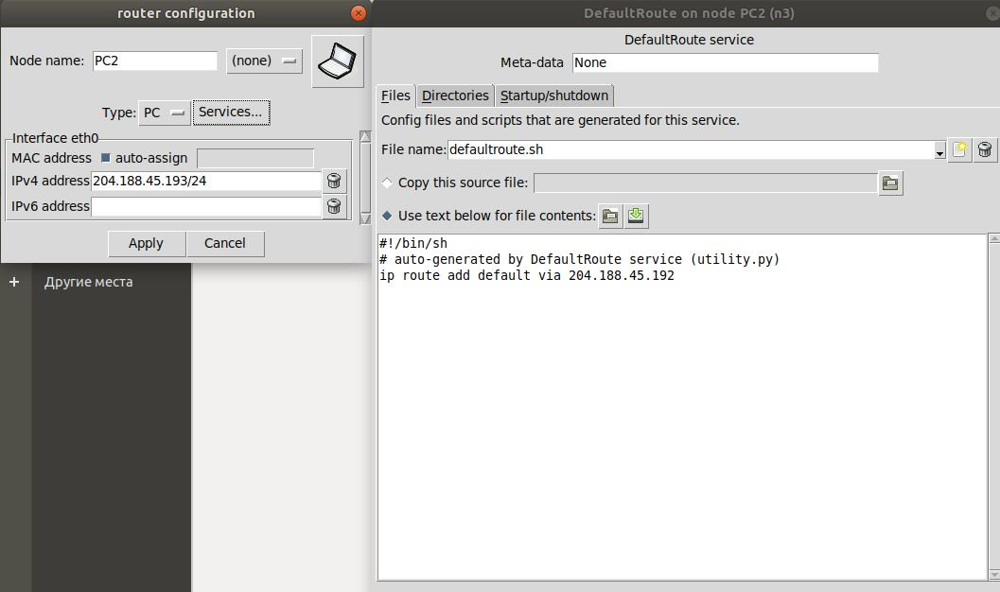 router configuration
Node name: PC2 (none)
Type: PC Services...
Interface eth0
MAC address auto-assign
IPv4 address 204.188.45.193/24
IPv6 address
Apply Cancel
+ Другие места
DefaultRoute on node PC2 (n3)
DefaultRoute service
Meta-data None
Files Directories Startup/shutdown
Config files and scripts that are generated for this service.
File name: defaultroute.sh
Copy this source file:
Use text below for file contents:
#!/bin/sh
# auto-generated by DefaultRoute service (utility.py)
ip route add default via 204.188.45.192